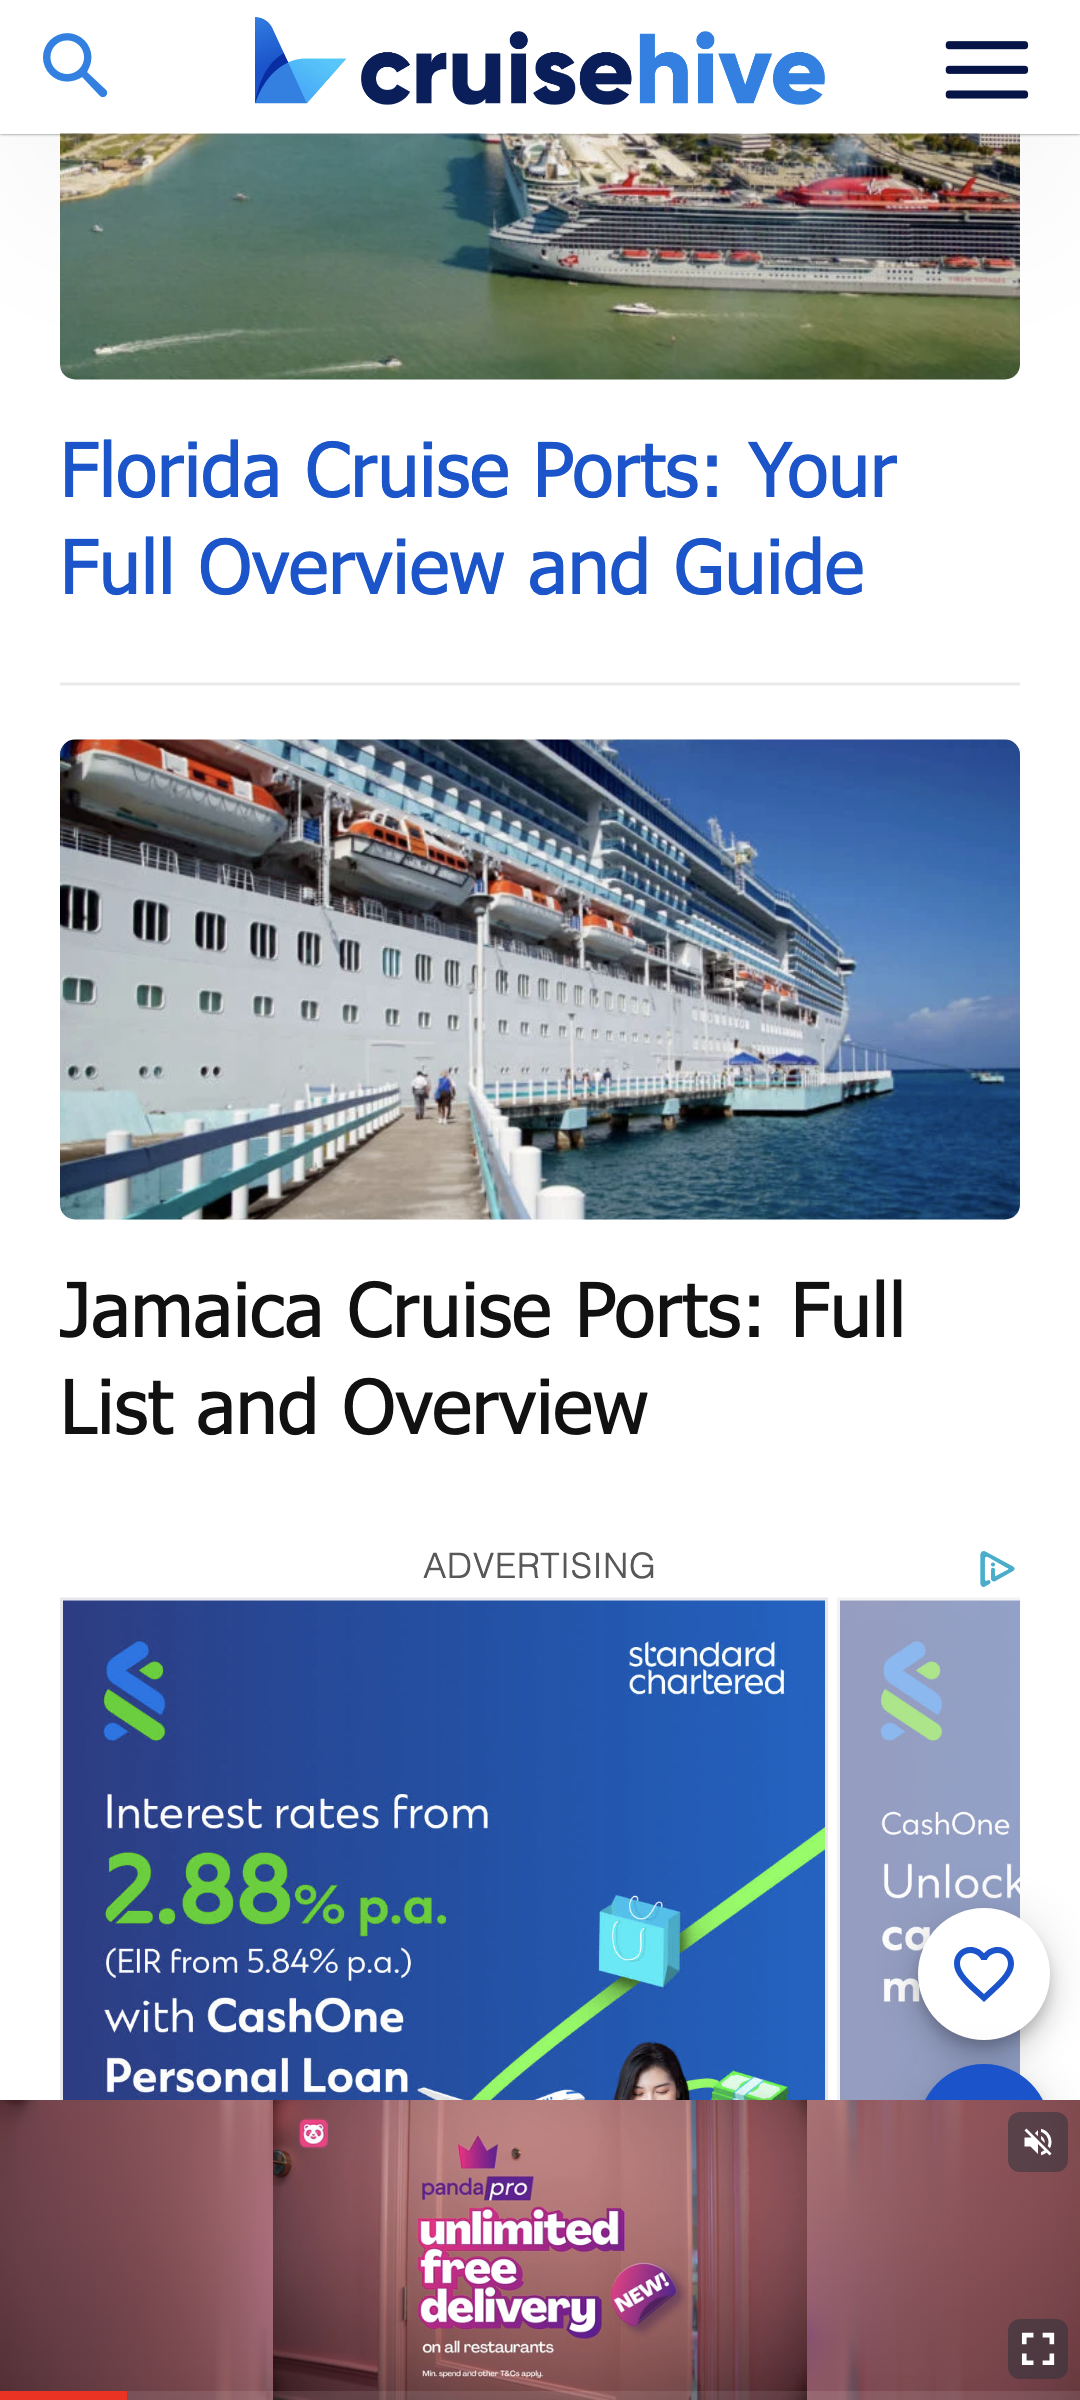 cruisehive
Florida Cruise Ports: Your
Full Overview and Guide
Jamaica Cruise Ports: Full
List and Overview
ADVERTISING
standard
chartered
Interest rates from
2.88% p.a.
(EIR from 5.84% p.a.)
with CashOne
Personal Loan
CashOne
Unlock
ca
m
pandapro
unlimited
free
delivery
NEW!
on all restaurants
Min. spend and other T&Cs apply.